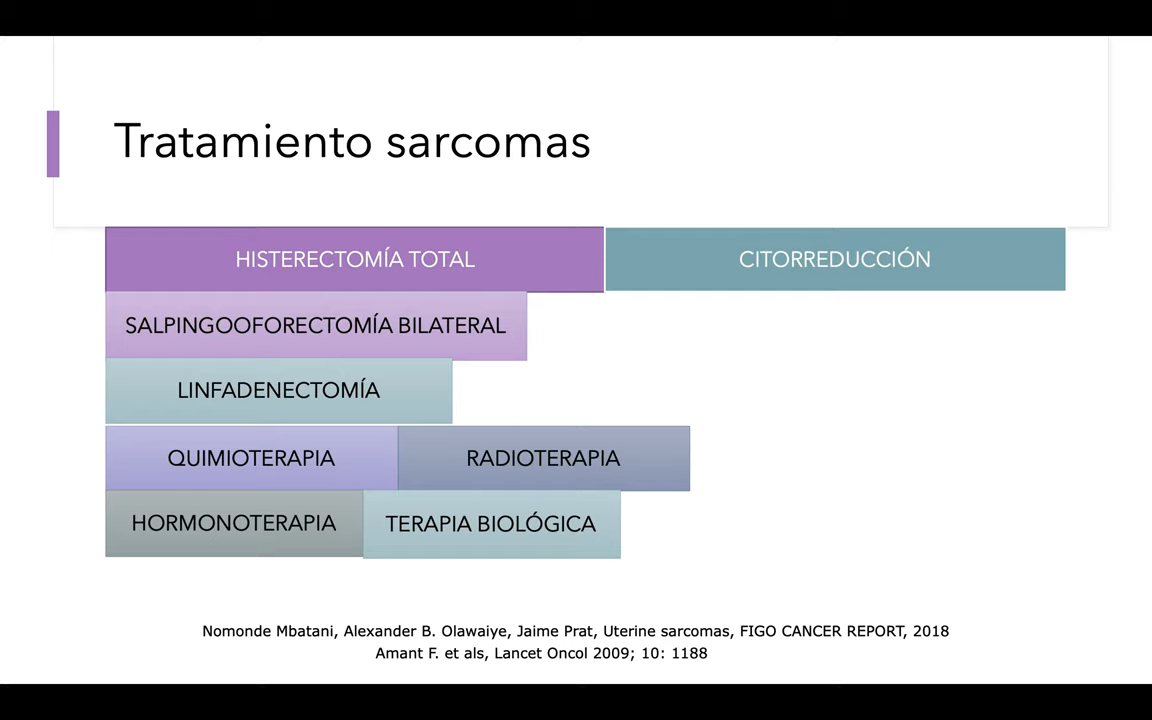 Tratamiento sarcomas
HISTERECTOMÍA TOTAL
CITORREDUCCIÓN
SALPINGOOFORECTOMÍA BILATERAL
LINFADENECTOMÍA
QUIMIOTERAPIA
RADIOTERAPIA
HORMONOTERAPIA
TERAPIA BIOLÓGICA
Nomonde Mbatani, Alexander B. Olawaiye, Jaime Prat, Uterine sarcomas, FIGO CANCER REPORT, 2018
Amant F. et als, Lancet Oncol 2009; 10: 1188